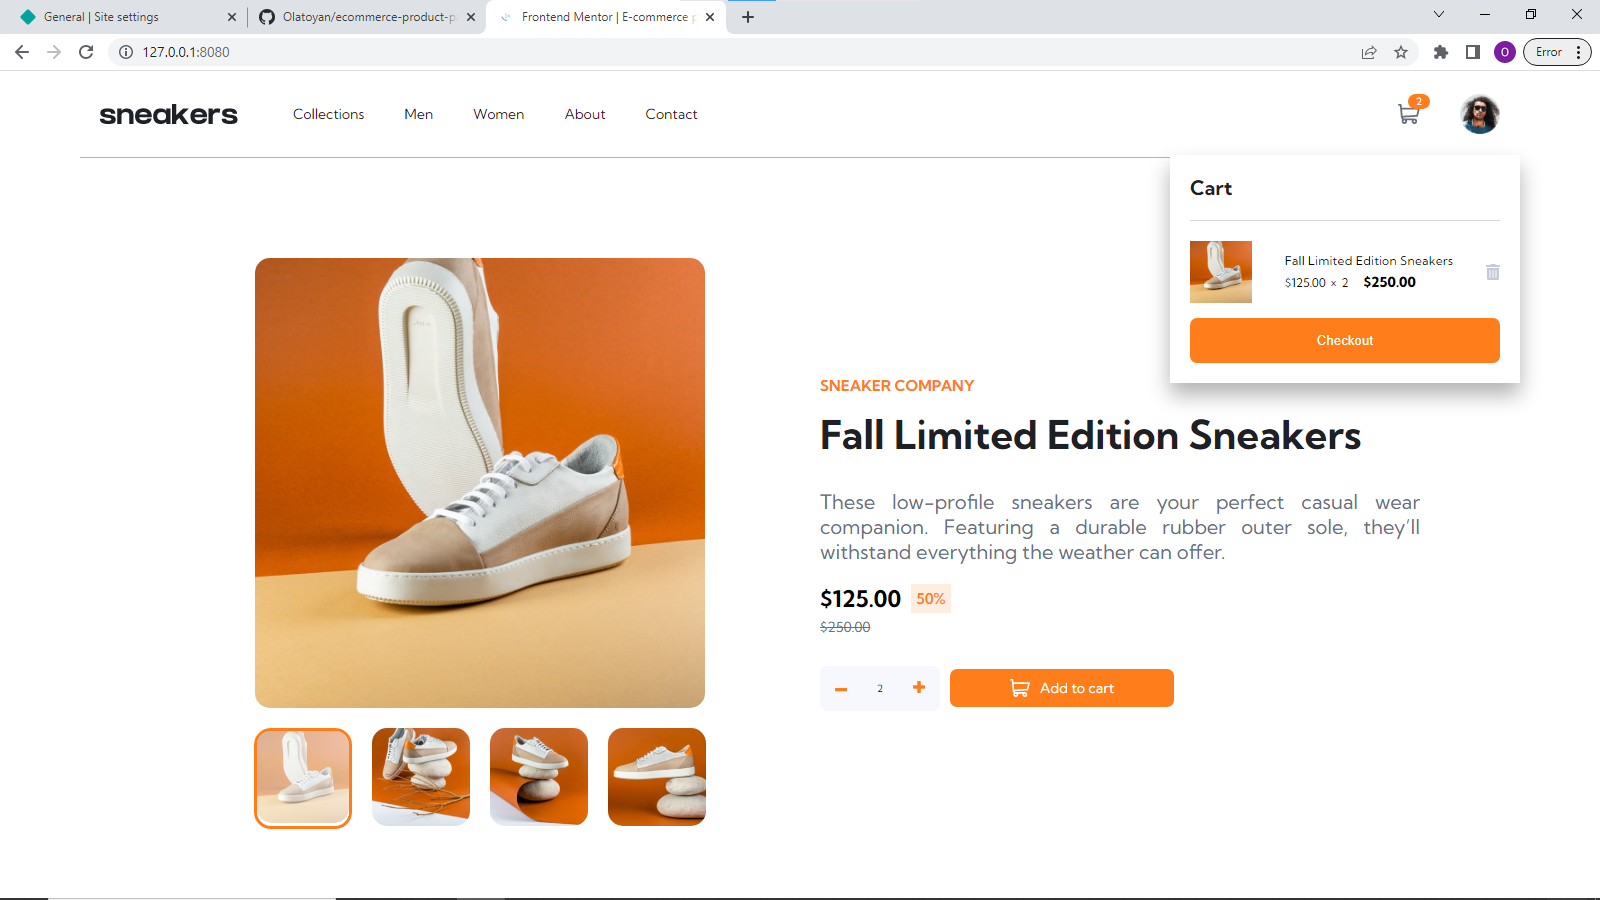 General | Site settings
Olatoyan/ecommerce-product-p
Frontend Mentor | E-commerce p
127.0.0.1:8080
O
Error
sneakers
Collections
Men
Women
About
Contact
2
Cart
Fall Limited Edition Sneakers
$125.00 × 2 $250.00
Checkout
SNEAKER COMPANY
Fall Limited Edition Sneakers
These low-profile sneakers are your perfect casual wear
companion. Featuring a durable rubber outer sole, they’ll
withstand everything the weather can offer.
$125.00 50%
$250.00
2
Add to cart